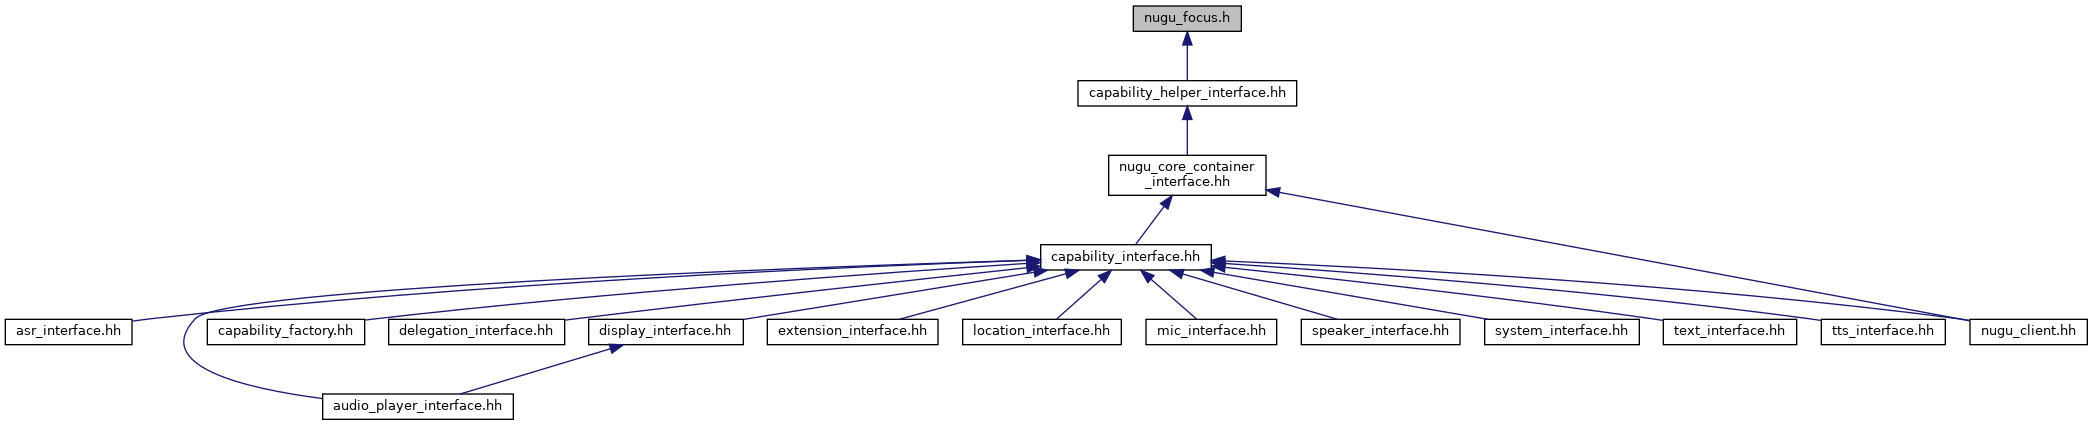 nugu_focus.h
capability_helper_interface.hh
nugu_core_container
_interface.hh
capability_interface.hh
asr_interface.hh
capability_factory.hh
delegation_interface.hh
display_interface.hh
extension_interface.hh
location_interface.hh
mic_interface.hh
speaker_interface.hh
system_interface.hh
text_interface.hh
tts_interface.hh
nugu_client.hh
audio_player_interface.hh